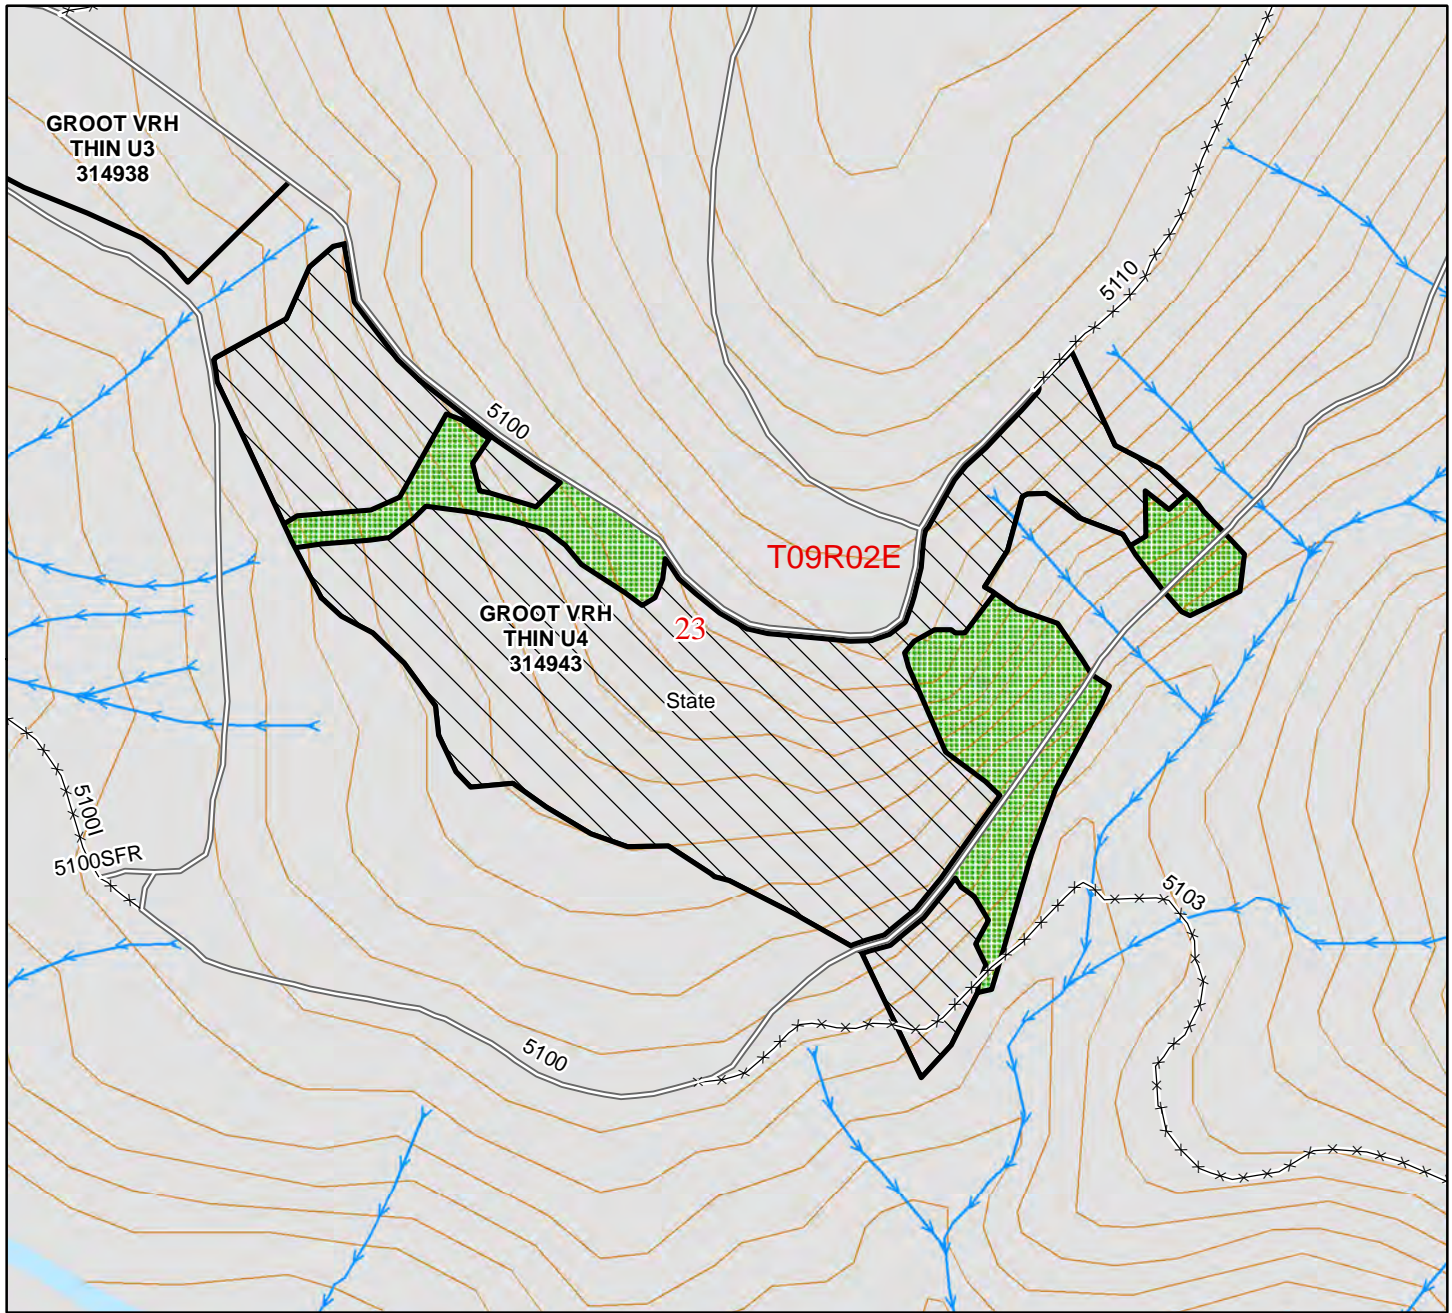 GROOT VRH
THIN U3
314938
5110
5100
T09R02E
GROOT VRH
THIN U4
314943
23
State
5100I
5100SFR
5103
5100